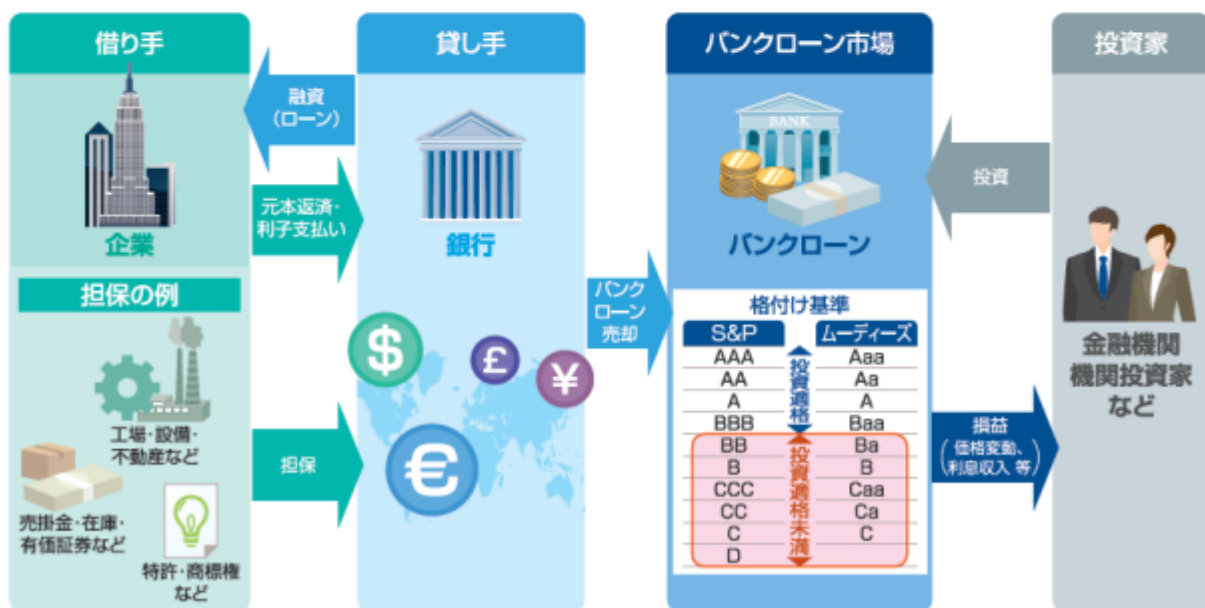 借り手
融資
(ローン)
元本返済・
利子支払い
企業
担保の例
工場・設備・
不動産など
売掛金・在庫・
有価証券など
特許・商標権
など
担保
貸し手
銀行
$
£
¥
€
バンク
ローン
売却
バンクローン市場
BANK
バンクローン
格付け基準
S&P ムーディーズ
AAA Aaa
AA Aa
A A
BBB Baa
投資適格
BB Ba
B B
CCC Caa
CC Ca
C C
D
投資適格未満
投資家
投資
金融機関
機関投資家
など
損益
(価格変動、
利息収入 等)